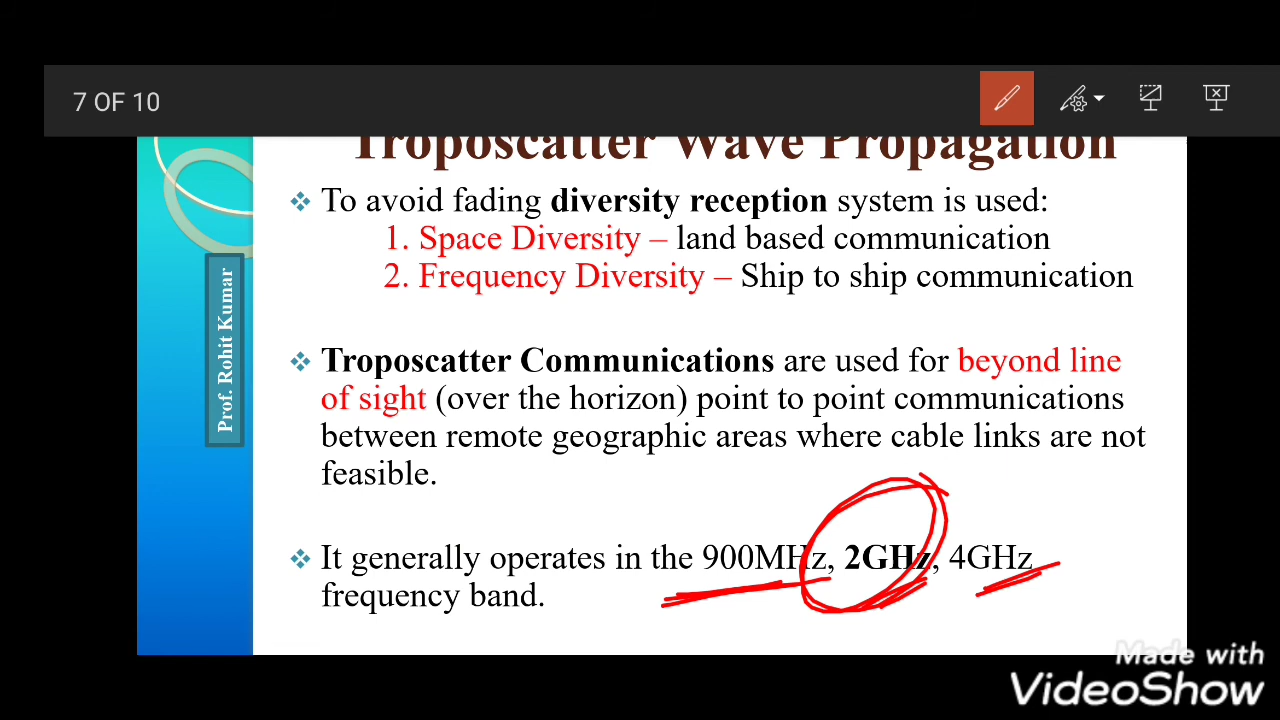 7 OF 10
Troposcatter Wave Propagation
❖ To avoid fading diversity reception system is used:
1. Space Diversity – land based communication
2. Frequency Diversity – Ship to ship communication
Prof. Rohit Kumar
❖ Troposcatter Communications are used for beyond line
of sight (over the horizon) point to point communications
between remote geographic areas where cable links are not
feasible.
❖ It generally operates in the 900MHz, 2GHz, 4GHz
frequency band.
Made with
VideoShow